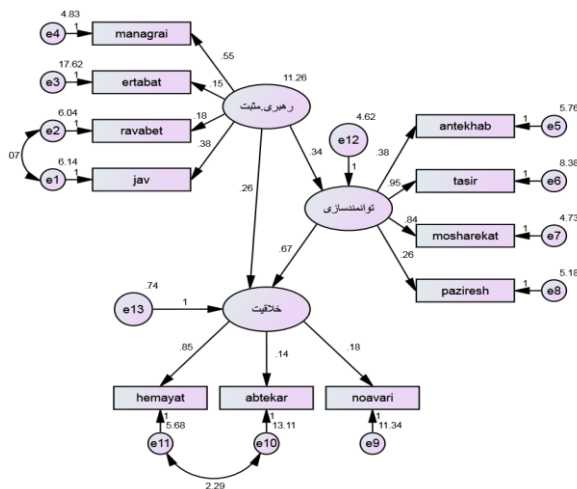 4.83
e4 1 managrai
.55
17.62
e3 1 ertabat
.15
11.26
رهبری.مثبت
6.04
e2 1 ravabet
.18
07
6.14
e1 1 jav
.38
4.62
e12
1
.34
.26
توانمندسازی
5.76
antekhab 1 e5
.38
8.38
tasir 1 e6
.95
4.73
mosharekat 1 e7
.84
5.18
paziresh 1 e8
.26
.67
.74
e13 1
خلاقیت
.85 .14 .18
hemayat abtekar noavari
1 1 1
5.68 13.11 11.34
e11 e10 e9
2.29